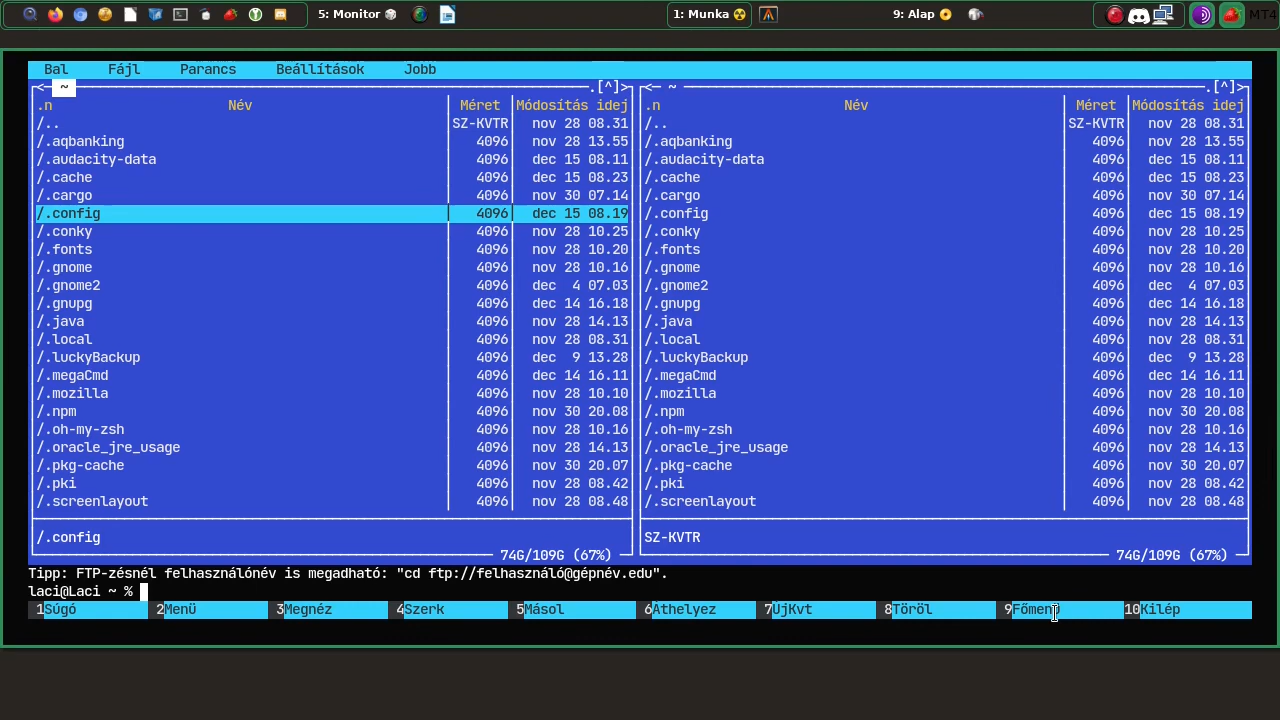 5: Monitor 1: Munka 9: Alap MT4
Bal Fájl Parancs Beállítások Jobb
<─ ~ .[^]> <─ ~ .[^]>
.n Név Méret Módosítás idej .n Név Méret Módosítás idej
/.. SZ-KVTR nov 28 08.31 /.. SZ-KVTR nov 28 08.31
/.aqbanking 4096 nov 28 13.55 /.aqbanking 4096 nov 28 13.55
/.audacity-data 4096 dec 15 08.11 /.audacity-data 4096 dec 15 08.11
/.cache 4096 dec 15 08.23 /.cache 4096 dec 15 08.23
/.cargo 4096 nov 30 07.14 /.cargo 4096 nov 30 07.14
/.config 4096 dec 15 08.19 /.config 4096 dec 15 08.19
/.conky 4096 nov 28 10.25 /.conky 4096 nov 28 10.25
/.fonts 4096 nov 28 10.20 /.fonts 4096 nov 28 10.20
/.gnome 4096 nov 28 10.16 /.gnome 4096 nov 28 10.16
/.gnome2 4096 dec 4 07.03 /.gnome2 4096 dec 4 07.03
/.gnupg 4096 dec 14 16.18 /.gnupg 4096 dec 14 16.18
/.java 4096 nov 28 14.13 /.java 4096 nov 28 14.13
/.local 4096 nov 28 08.31 /.local 4096 nov 28 08.31
/.luckyBackup 4096 dec 9 13.28 /.luckyBackup 4096 dec 9 13.28
/.megaCmd 4096 dec 14 16.11 /.megaCmd 4096 dec 14 16.11
/.mozilla 4096 nov 28 10.10 /.mozilla 4096 nov 28 10.10
/.npm 4096 nov 30 20.08 /.npm 4096 nov 30 20.08
/.oh-my-zsh 4096 nov 28 10.16 /.oh-my-zsh 4096 nov 28 10.16
/.oracle_jre_usage 4096 nov 28 14.13 /.oracle_jre_usage 4096 nov 28 14.13
/.pkg-cache 4096 nov 30 20.07 /.pkg-cache 4096 nov 30 20.07
/.pki 4096 nov 28 08.42 /.pki 4096 nov 28 08.42
/.screenlayout 4096 nov 28 08.48 /.screenlayout 4096 nov 28 08.48
/.config SZ-KVTR
74G/109G (67%) 74G/109G (67%)
Tipp: FTP-zésnél felhasználónév is megadható: "cd ftp://felhasználó@gépnév.edu".
laci@Laci ~ %
1Súgó 2Menü 3Megnéz 4Szerk 5Másol 6Áthelyez 7ÚjKvt 8Töröl 9Főmenü 10Kilép